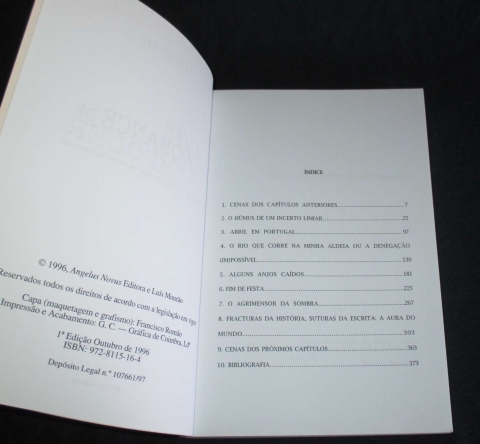 © 1996, Angelus Novus Editora e Luís Mourão
Reservados todos os direitos de acordo com a legislação em vigor
Capa (maquetagem e grafismo): Francisco Romão
Impressão e Acabamento: G. C. — Gráfica de Coimbra, Ldª
1ª Edição Outubro de 1996
ISBN: 972-8115-16-4
Depósito Legal n.º 107661/97
ÍNDICE
1. CENAS DOS CAPÍTULOS ANTERIORES 7
2. O HÚMUS DE UM INCERTO LIMIAR 25
3. ABRIL EM PORTUGAL 97
4. O RIO QUE CORRE NA MINHA ALDEIA OU A DENEGAÇÃO
(IM)POSSÍVEL 139
5. ALGUNS ANJOS CAÍDOS 181
6. FIM DE FESTA 225
7. O AGRIMENSOR DA SOMBRA 267
8. FRACTURAS DA HISTÓRIA, SUTURAS DA ESCRITA: A AURA DO
MUNDO 303
9. CENAS DOS PRÓXIMOS CAPÍTULOS 363
10. BIBLIOGRAFIA 373